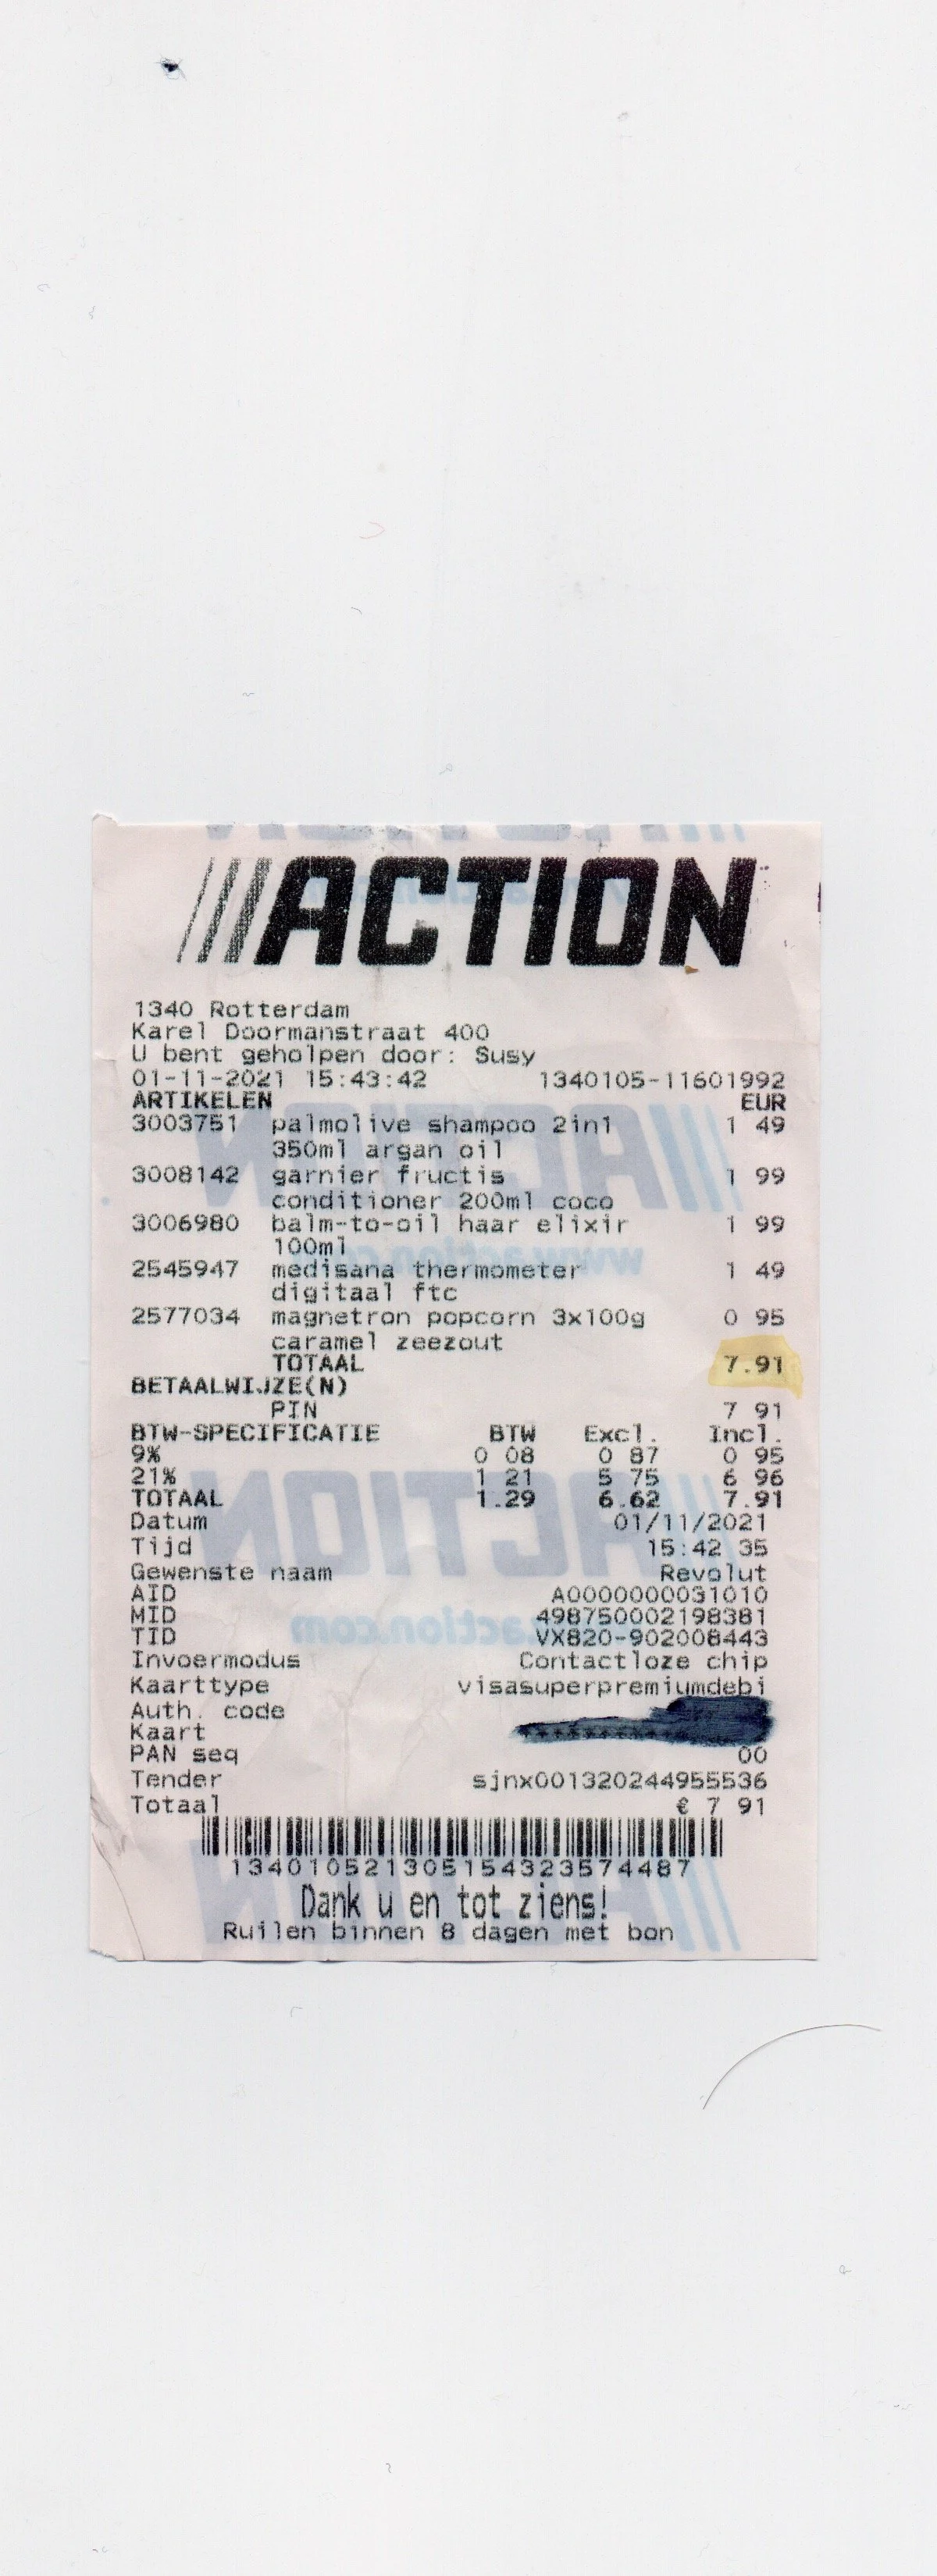 ACTION
1340 Rotterdam
Karel Doormanstraat 400
U bent geholpen door: Susy
01-11-2021 15:43:42 1340105-11601992
ARTIKELEN EUR
3003751 palmolive shampoo 2in1 1 49
350ml argan oil
3008142 garnier fructis 1 99
conditioner 200ml coco
3006980 balm-to-oil haar elixir 1 99
100ml
2545947 medisana thermometer 1 49
digitaal ftc
2577034 magnetron popcorn 3x100g 0 95
caramel zeezout
TOTAAL 7.91
BETAALWIJZE(N)
PIN 7 91
BTW-SPECIFICATIE BTW Excl. Incl.
9% 0 08 0 87 0 95
21% 1 21 5 75 6 96
TOTAAL 1.29 6.62 7.91
Datum 01/11/2021
Tijd 15:42 35
Gewenste naam Revolut
AID A0000000031010
MID 498750002198381
TID VX820-902008443
Invoermodus Contactloze chip
Kaarttype visasuperpremiumdebi
Auth. code
Kaart
PAN seq 00
Tender sjnx001320244955536
Totaal € 7 91
134010521305154323574487
Dank u en tot ziens!
Ruilen binnen 8 dagen met bon